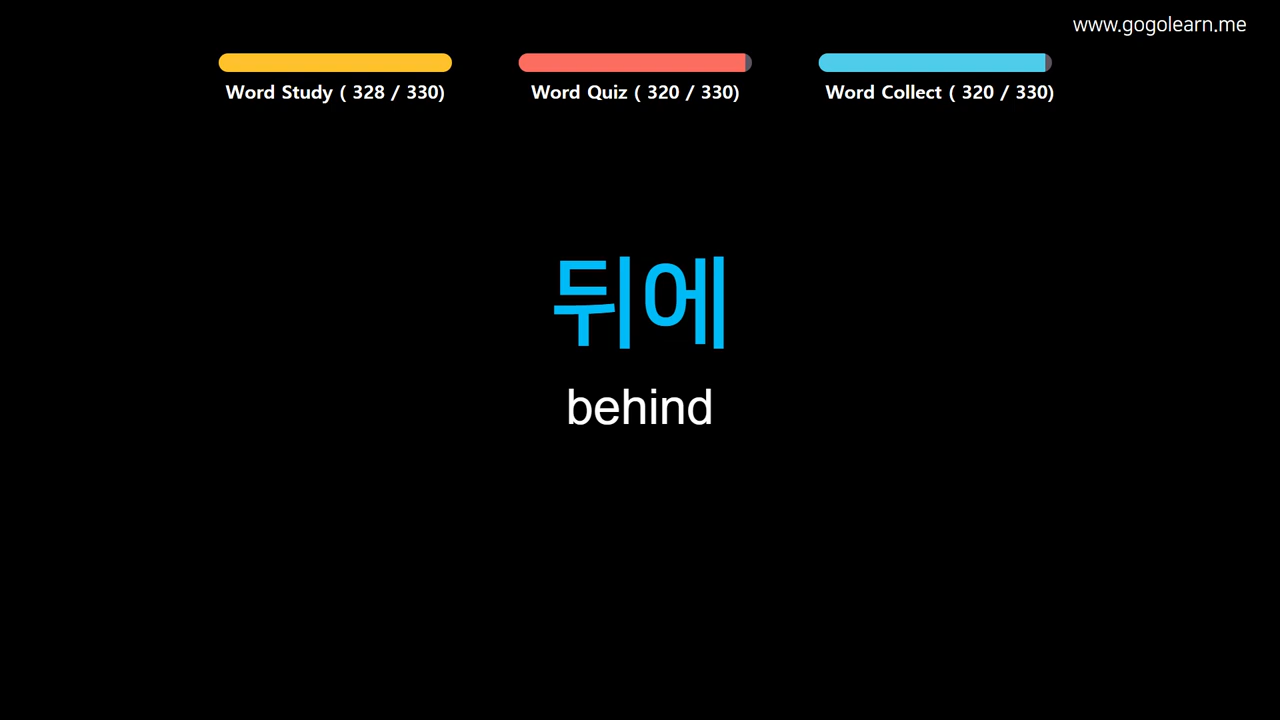 www.gogolearn.me
Word Study ( 328 / 330)
Word Quiz ( 320 / 330)
Word Collect ( 320 / 330)
뒤에
behind